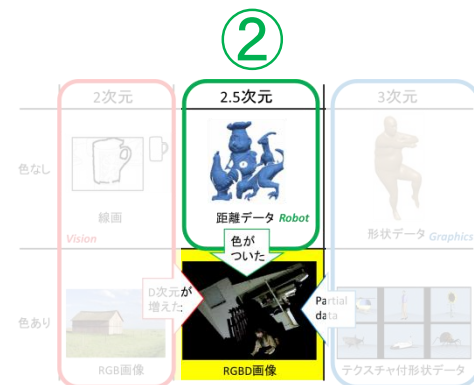 ②
2次元
2.5次元
3次元
色なし
線画
Vision
距離データ Robot
形状データ Graphics
色が
ついた
色あり
D次元が
増えた
Partial
data
RGB画像
RGBD画像
テクスチャ付形状データ